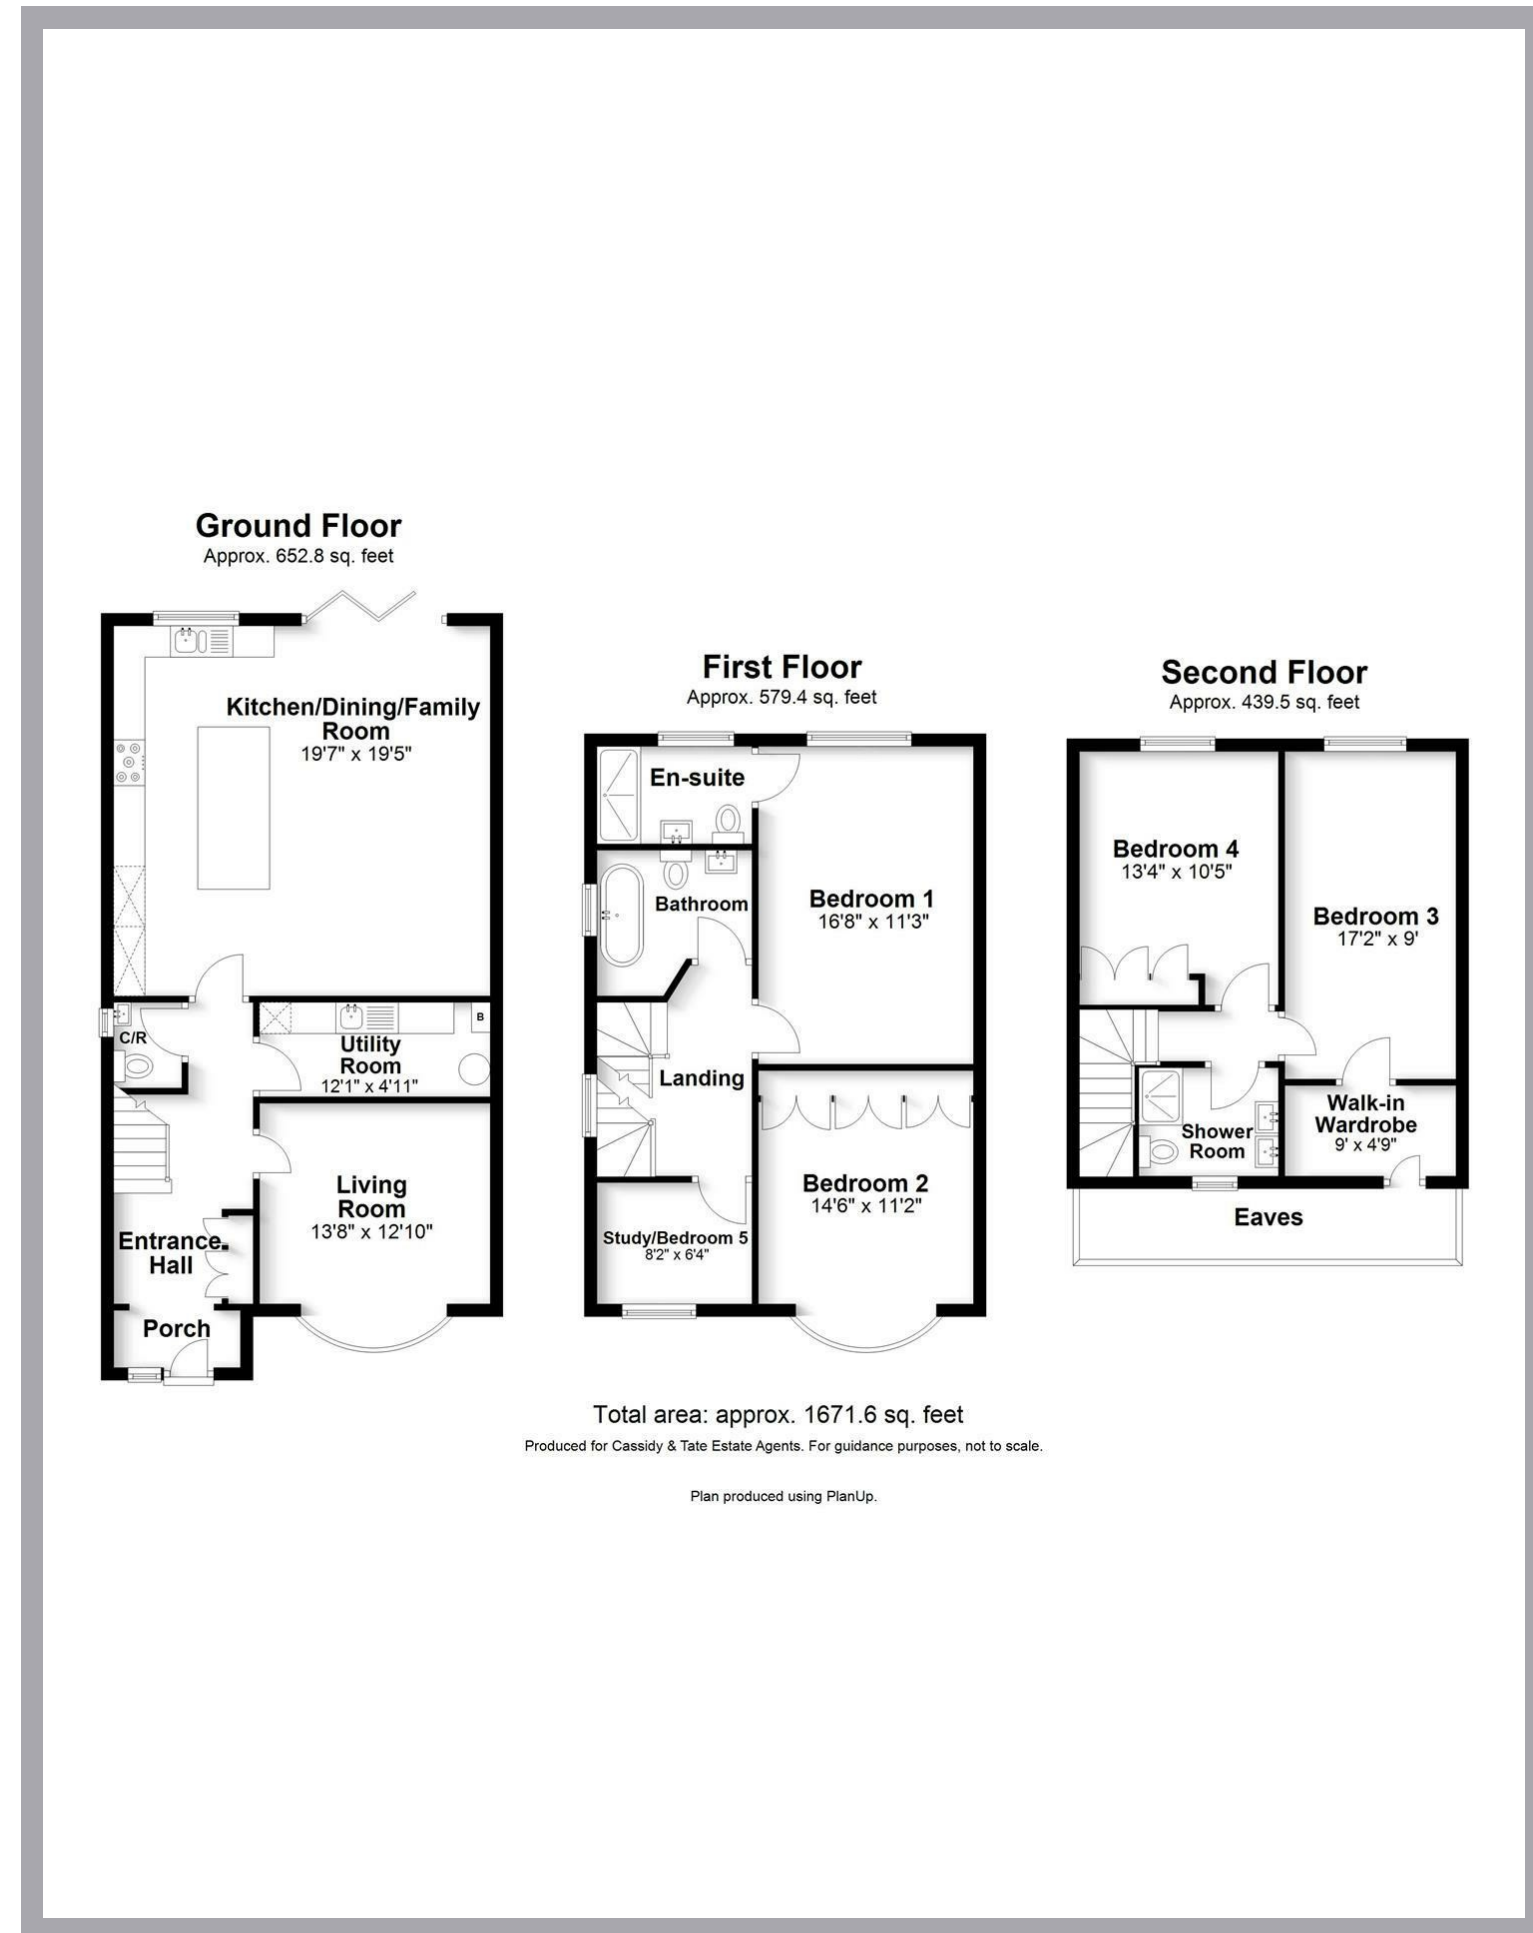 Ground Floor
Approx. 652.8 sq. feet
Kitchen/Dining/Family
Room
19'7" x 19'5"
C/R
B
Utility
Room
12'1" x 4'11"
Living
Room
13'8" x 12'10"
Entrance
Hall
Porch
First Floor
Approx. 579.4 sq. feet
En-suite
Bathroom
Bedroom 1
16'8" x 11'3"
Landing
Bedroom 2
14'6" x 11'2"
Study/Bedroom 5
8'2" x 6'4"
Second Floor
Approx. 439.5 sq. feet
Bedroom 4
13'4" x 10'5"
Bedroom 3
17'2" x 9'
Walk-in
Wardrobe
9' x 4'9"
Shower
Room
Eaves
Total area: approx. 1671.6 sq. feet
Produced for Cassidy & Tate Estate Agents. For guidance purposes, not to scale.
Plan produced using PlanUp.